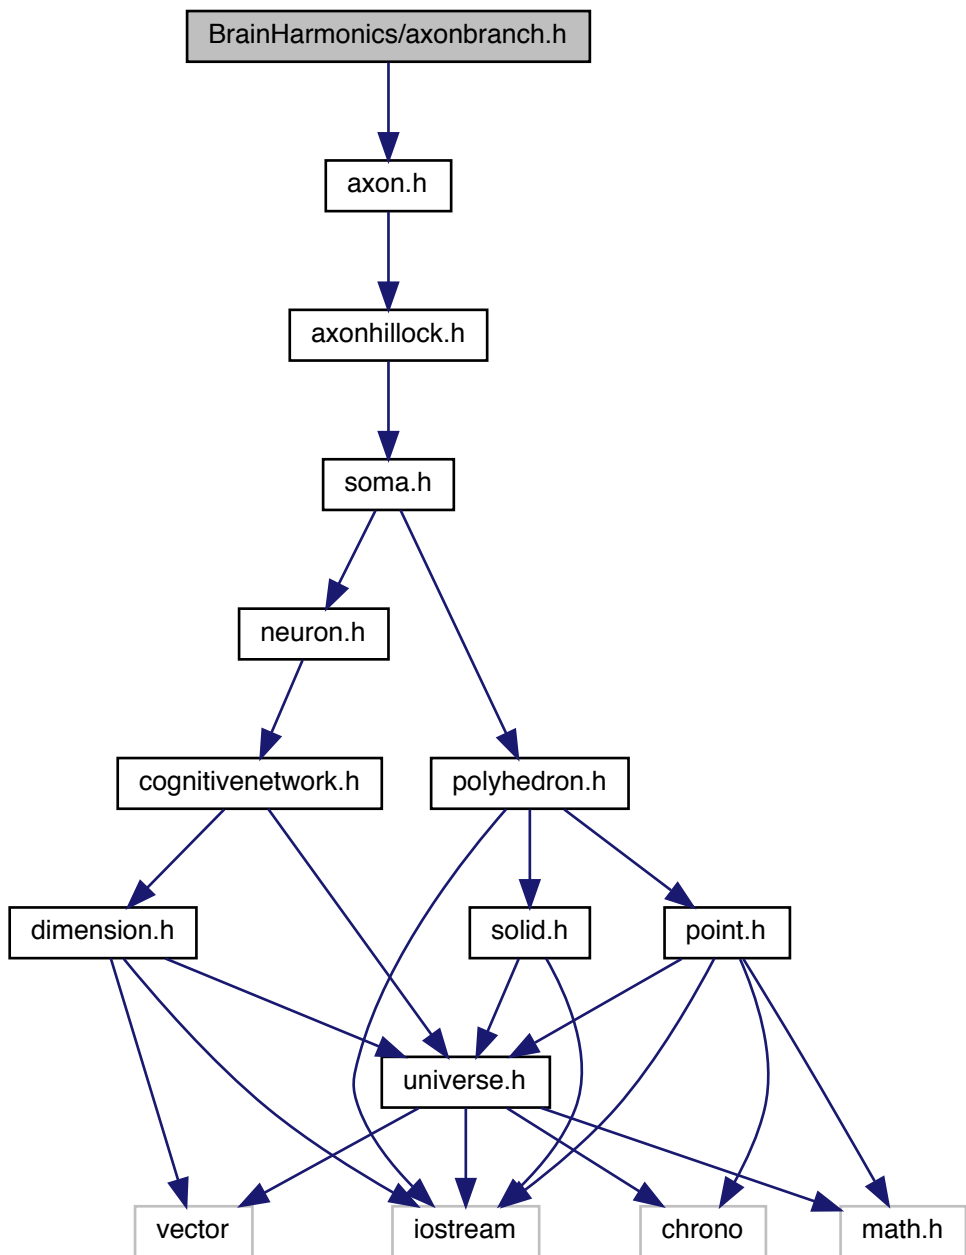 BrainHarmonics/axonbranch.h
axon.h
axonhillock.h
soma.h
neuron.h
cognitivenetwork.h
polyhedron.h
dimension.h
solid.h
point.h
universe.h
vector
iostream
chrono
math.h